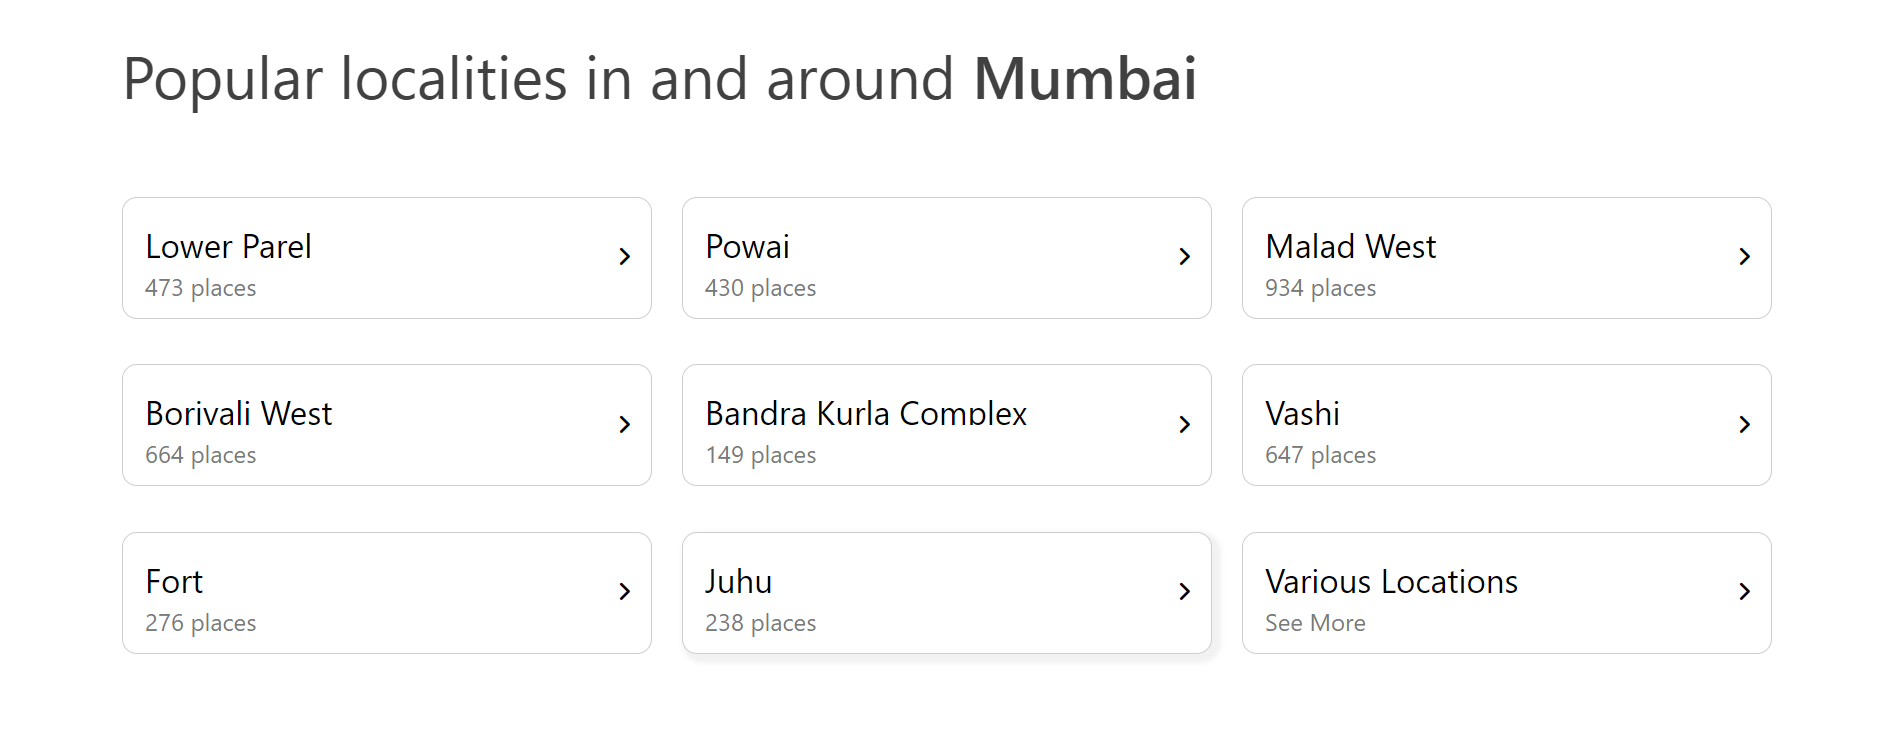 Popular localities in and around Mumbai
Lower Parel
473 places
Powai
430 places
Malad West
934 places
Borivali West
664 places
Bandra Kurla Complex
149 places
Vashi
647 places
Fort
276 places
Juhu
238 places
Various Locations
See More